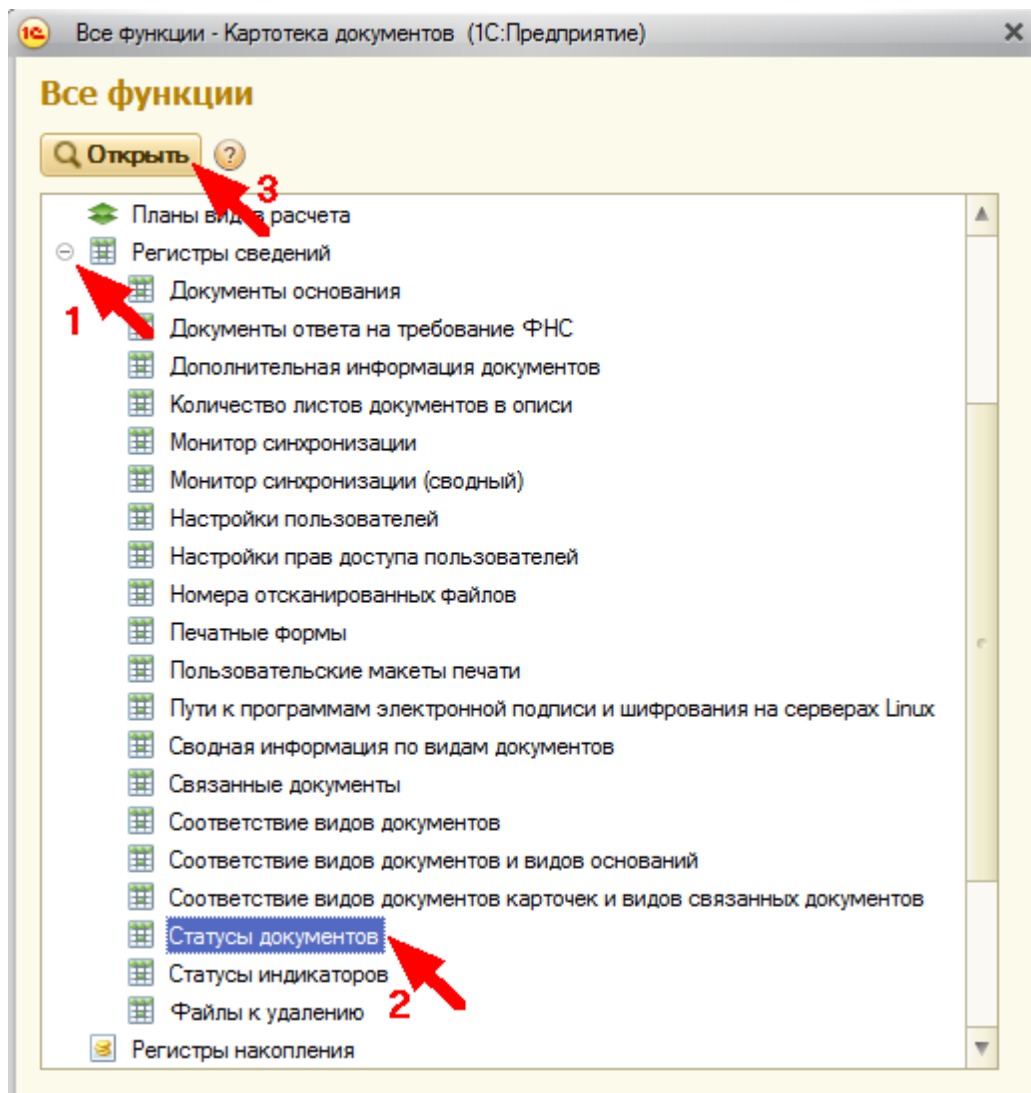 1С Все функции - Картотека документов (1С:Предприятие)
Все функции
Открыть ?
3
Планы видов расчета
Регистры сведений
Документы основания
1
Документы ответа на требование ФНС
Дополнительная информация документов
Количество листов документов в описи
Монитор синхронизации
Монитор синхронизации (сводный)
Настройки пользователей
Настройки прав доступа пользователей
Номера отсканированных файлов
Печатные формы
Пользовательские макеты печати
Пути к программам электронной подписи и шифрования на серверах Linux
Сводная информация по видам документов
Связанные документы
Соответствие видов документов
Соответствие видов документов и видов оснований
Соответствие видов документов карточек и видов связанных документов
Статусы документов
Статусы индикаторов
2
Файлы к удалению
Регистры накопления